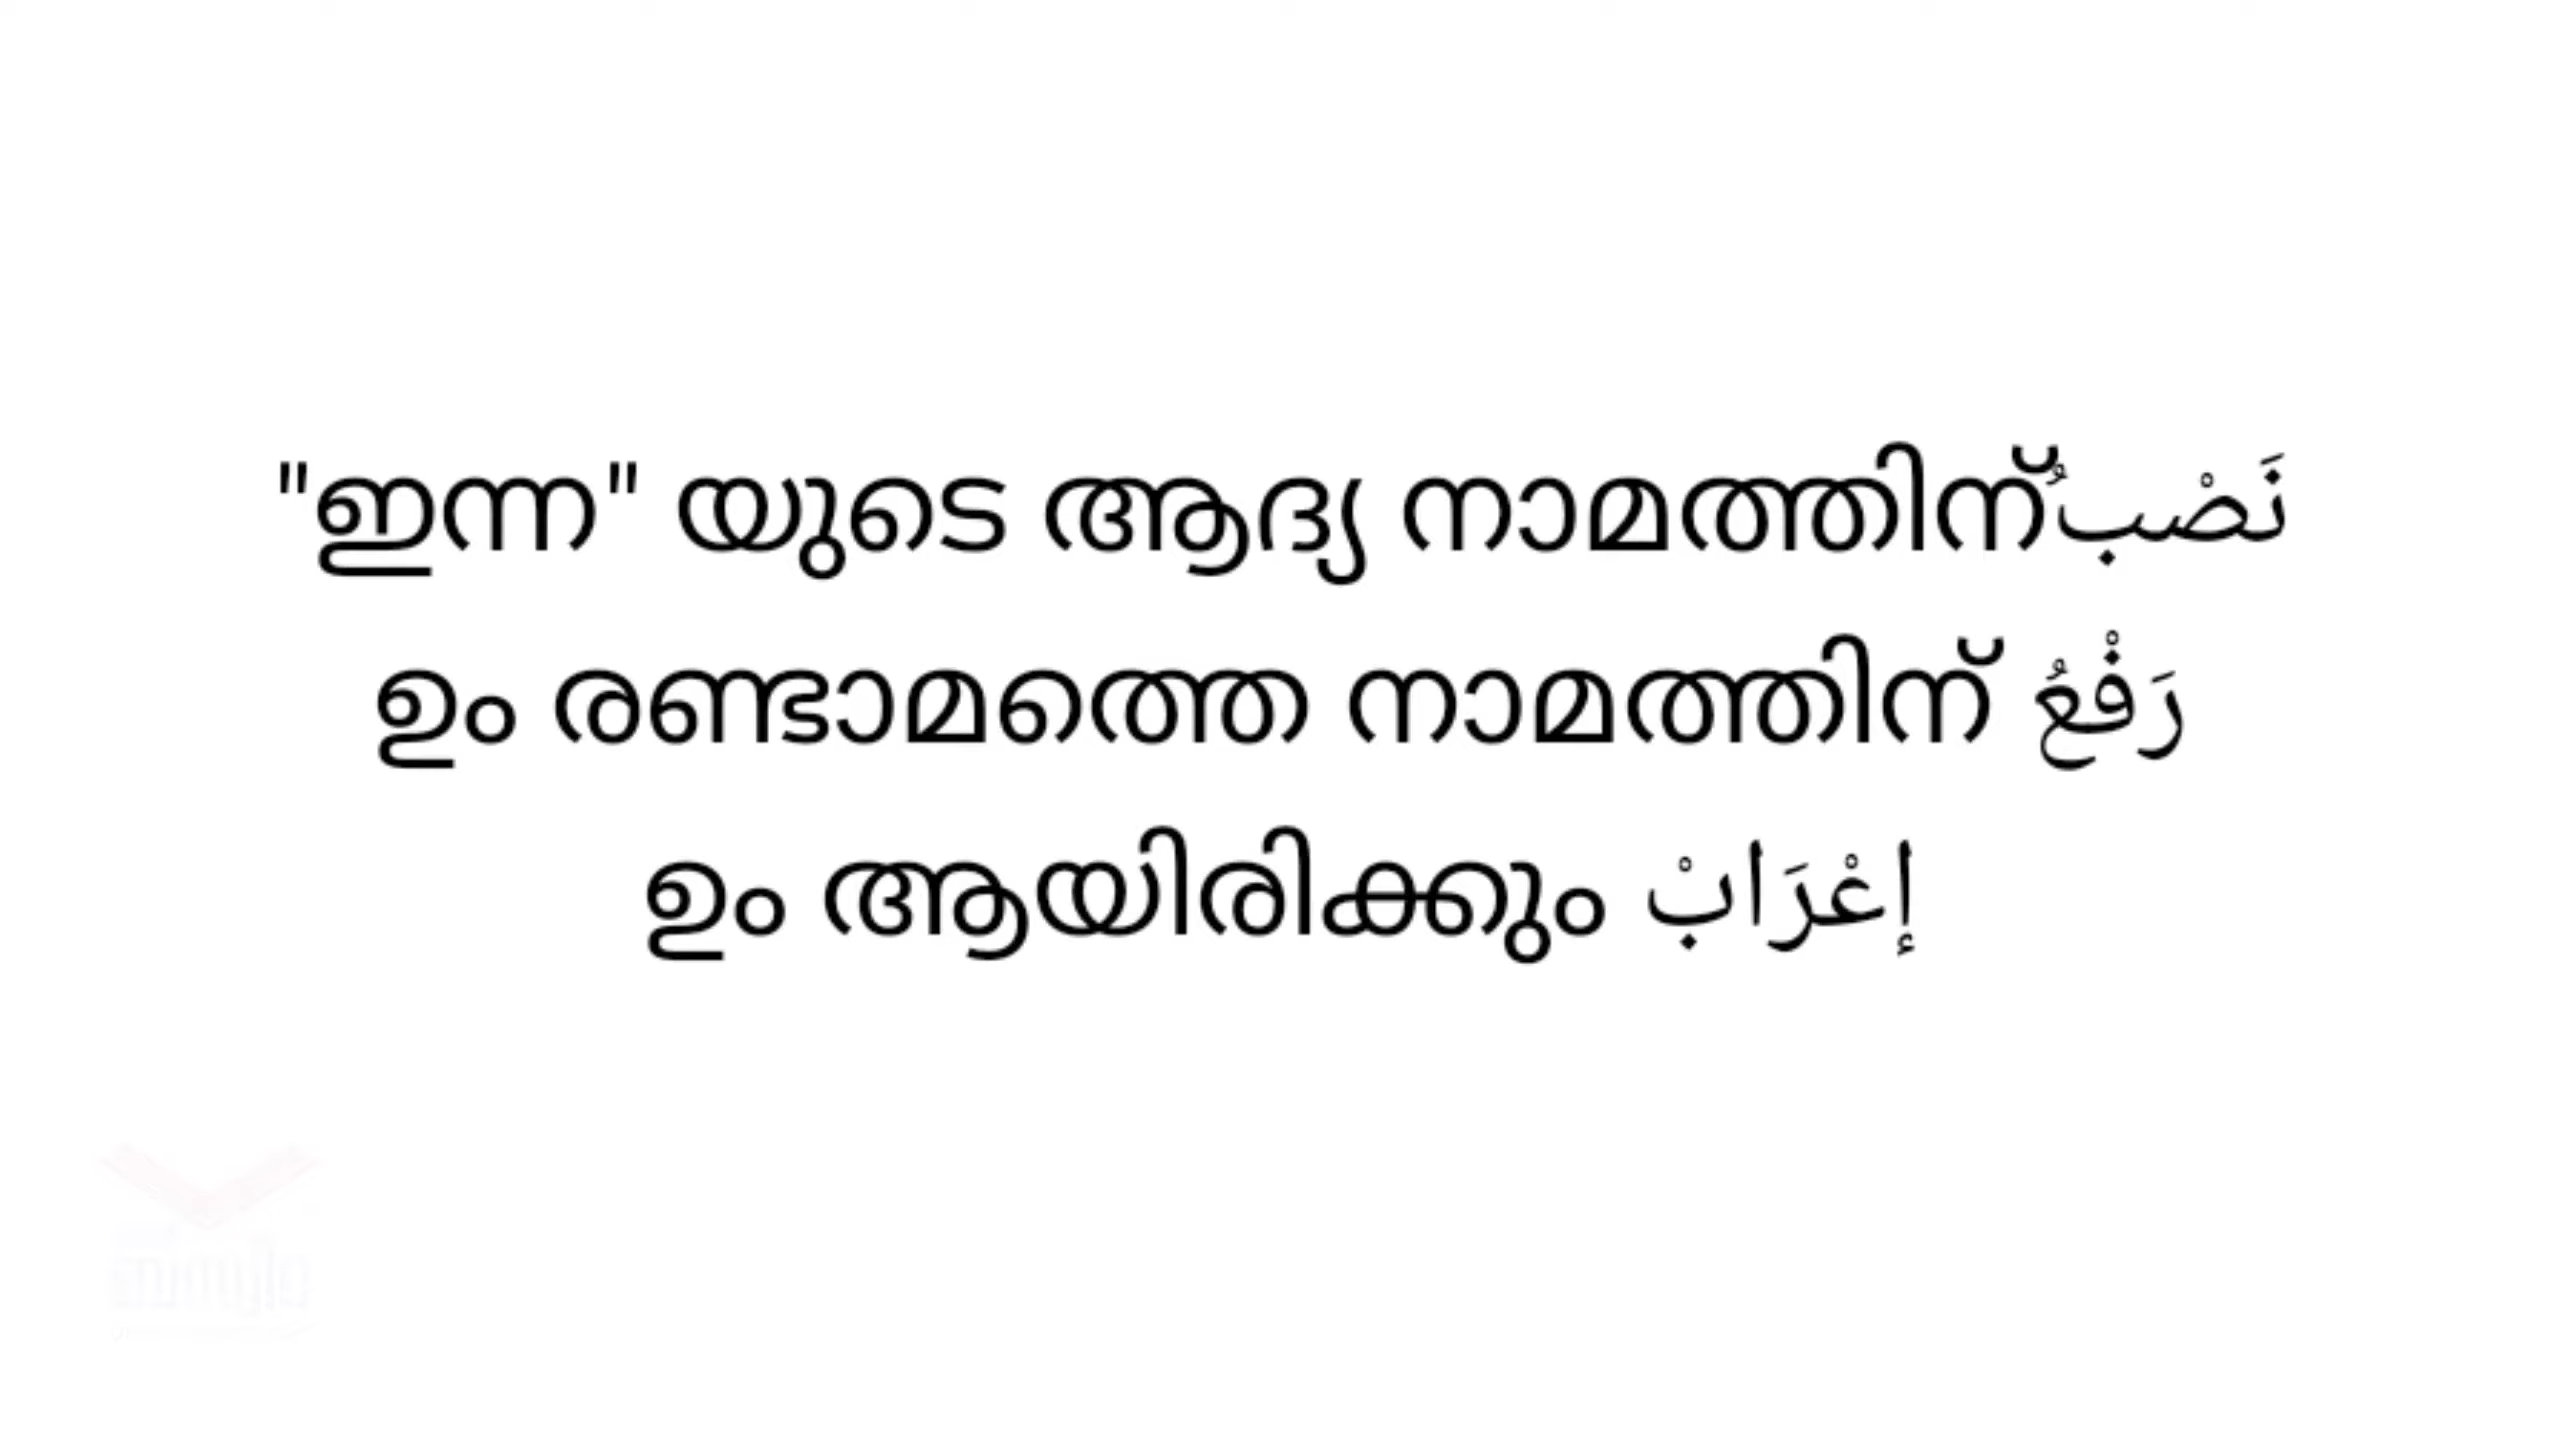 "ഇന്ന" യുടെ ആദ്യ നാമത്തിന് نَصْبُ
ഉം രണ്ടാമത്തെ നാമത്തിന് رَفْعُ
ഉം ആയിരിക്കും إعْرَابْ